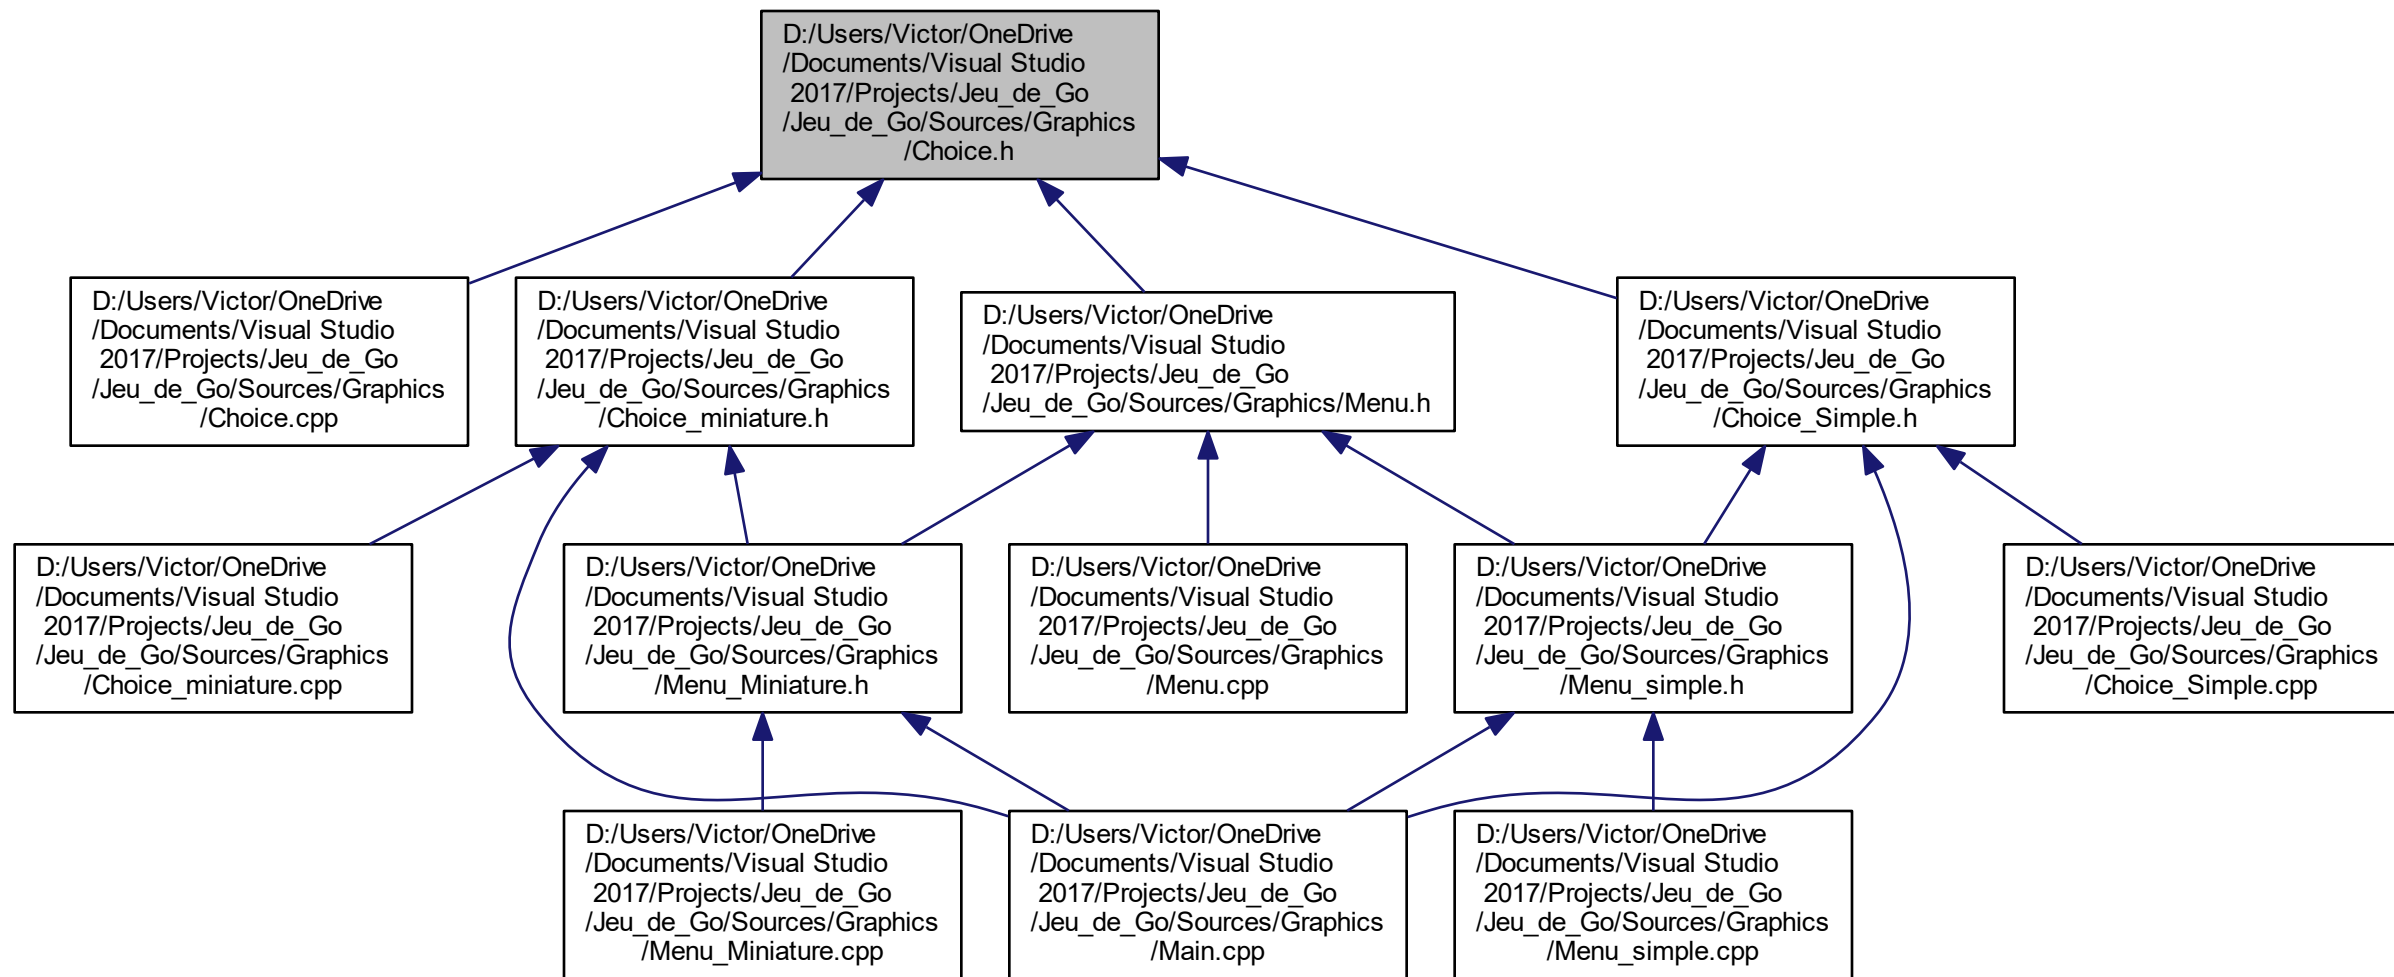 D:/Users/Victor/OneDrive
/Documents/Visual Studio
2017/Projects/Jeu_de_Go
/Jeu_de_Go/Sources/Graphics
/Choice.h
D:/Users/Victor/OneDrive
/Documents/Visual Studio
2017/Projects/Jeu_de_Go
/Jeu_de_Go/Sources/Graphics
/Choice.cpp
D:/Users/Victor/OneDrive
/Documents/Visual Studio
2017/Projects/Jeu_de_Go
/Jeu_de_Go/Sources/Graphics
/Choice_miniature.h
D:/Users/Victor/OneDrive
/Documents/Visual Studio
2017/Projects/Jeu_de_Go
/Jeu_de_Go/Sources/Graphics/Menu.h
D:/Users/Victor/OneDrive
/Documents/Visual Studio
2017/Projects/Jeu_de_Go
/Jeu_de_Go/Sources/Graphics
/Choice_Simple.h
D:/Users/Victor/OneDrive
/Documents/Visual Studio
2017/Projects/Jeu_de_Go
/Jeu_de_Go/Sources/Graphics
/Choice_miniature.cpp
D:/Users/Victor/OneDrive
/Documents/Visual Studio
2017/Projects/Jeu_de_Go
/Jeu_de_Go/Sources/Graphics
/Menu_Miniature.h
D:/Users/Victor/OneDrive
/Documents/Visual Studio
2017/Projects/Jeu_de_Go
/Jeu_de_Go/Sources/Graphics
/Menu.cpp
D:/Users/Victor/OneDrive
/Documents/Visual Studio
2017/Projects/Jeu_de_Go
/Jeu_de_Go/Sources/Graphics
/Menu_simple.h
D:/Users/Victor/OneDrive
/Documents/Visual Studio
2017/Projects/Jeu_de_Go
/Jeu_de_Go/Sources/Graphics
/Choice_Simple.cpp
D:/Users/Victor/OneDrive
/Documents/Visual Studio
2017/Projects/Jeu_de_Go
/Jeu_de_Go/Sources/Graphics
/Menu_Miniature.cpp
D:/Users/Victor/OneDrive
/Documents/Visual Studio
2017/Projects/Jeu_de_Go
/Jeu_de_Go/Sources/Graphics
/Main.cpp
D:/Users/Victor/OneDrive
/Documents/Visual Studio
2017/Projects/Jeu_de_Go
/Jeu_de_Go/Sources/Graphics
/Menu_simple.cpp